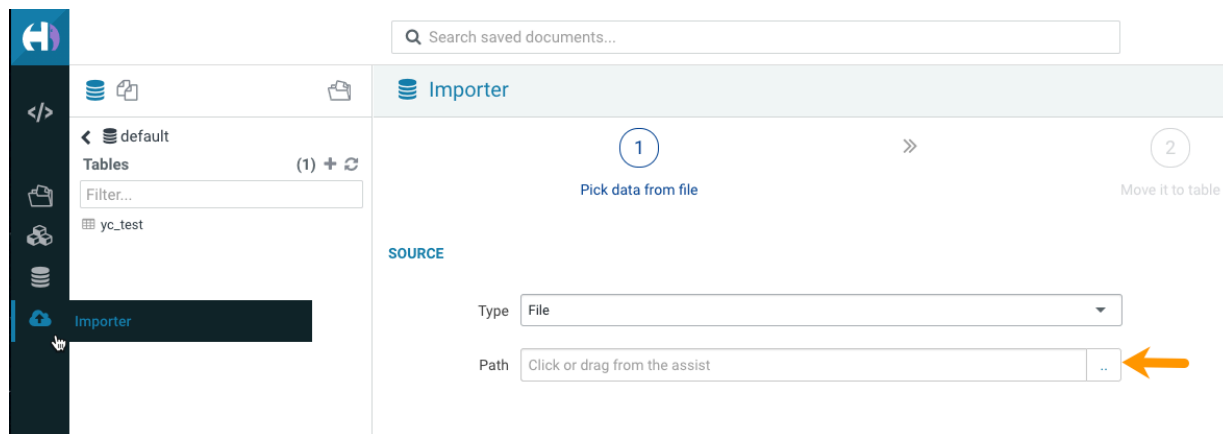 Search saved documents...
</>
Importer
default
Tables (1)
Filter...
yc_test
Importer
1
2
Pick data from file
Move it to table
SOURCE
Type File
Path Click or drag from the assist ..